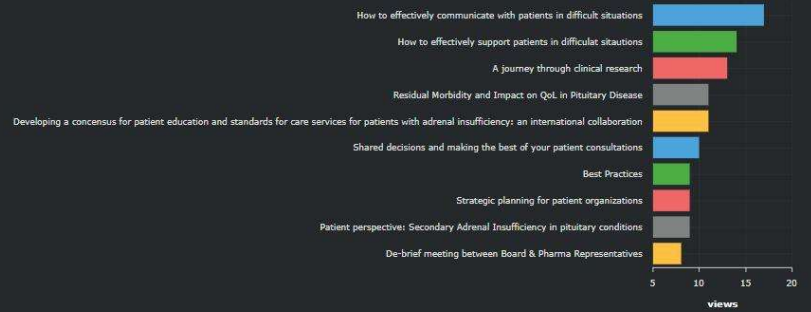 How to effectively communicate with patients in difficult situations
How to effectively support patients in difficulat sitautions
A journey through clinical research
Residual Morbidity and Impact on QoL in Pituitary Disease
Developing a concensus for patient education and standards for care services for patients with adrenal insufficiency: an international collaboration
Shared decisions and making the best of your patient consultations
Best Practices
Strategic planning for patient organizations
Patient perspective: Secondary Adrenal Insufficiency in pituitary conditions
De-brief meeting between Board & Pharma Representatives
5 10 15 20
views